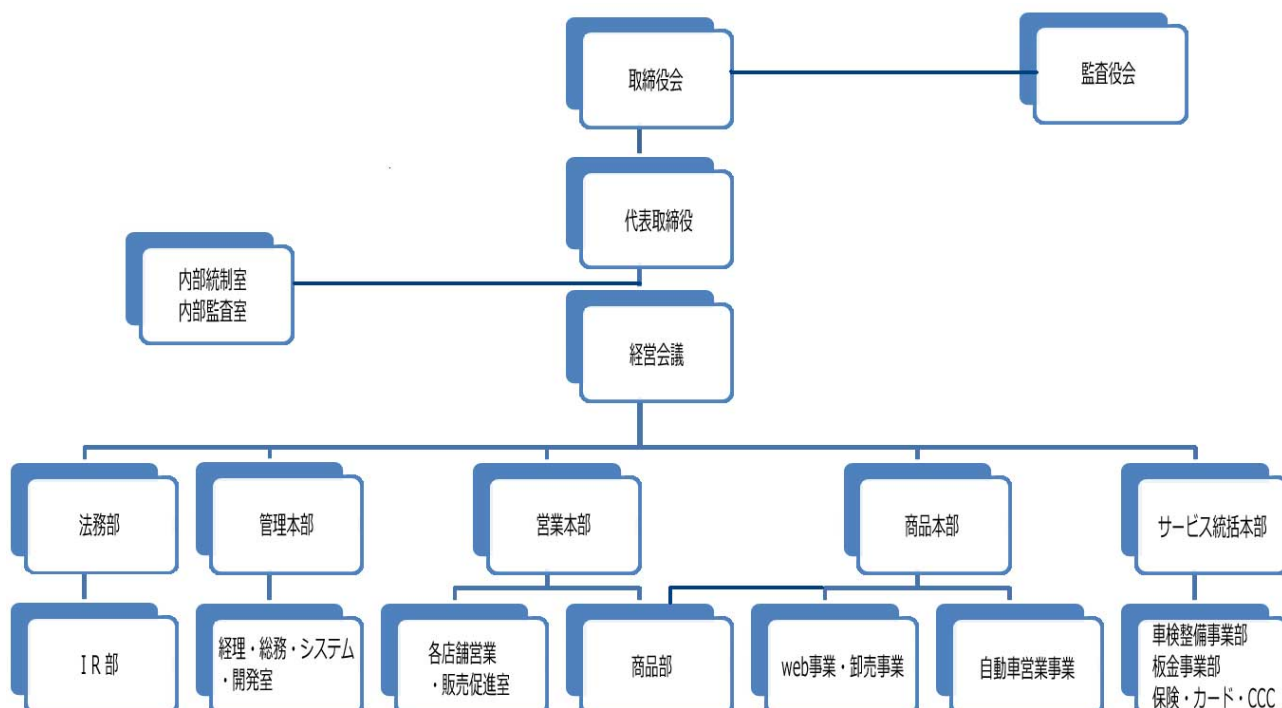 取締役会
監査役会
代表取締役
内部統制室
内部監査室
経営会議
法務部
管理本部
営業本部
商品本部
サービス統括本部
IR部
経理・総務・システム
・開発室
各店舗営業
・販売促進室
商品部
web事業・卸売事業
自動車営業事業
車検整備事業部
板金事業部
保険・カード・CCC